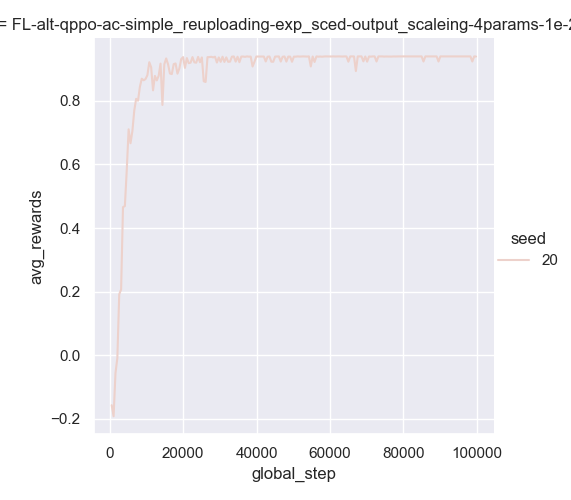 = FL-alt-qppo-ac-simple_reuploading-exp_sced-output_scaleing-4params-1e-2
avg_rewards
0.8
0.6
0.4
0.2
0.0
−0.2
0 20000 40000 60000 80000 100000
global_step
seed
20